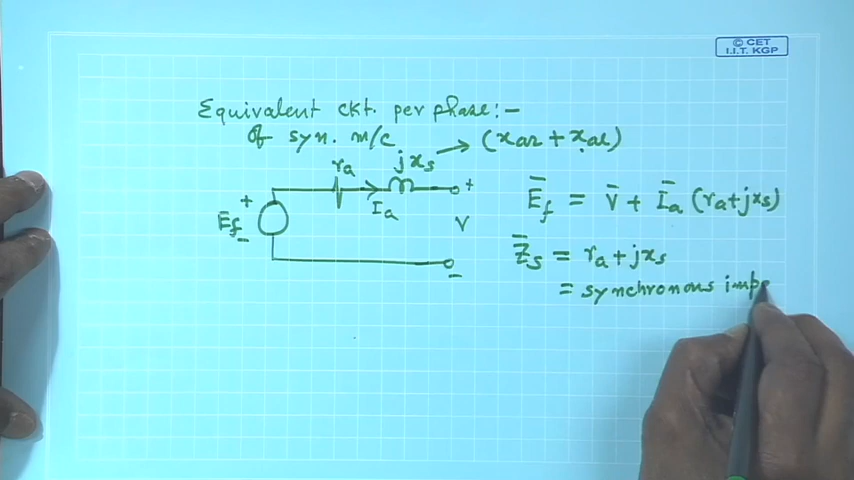 © CET
I.I.T. KGP
Equivalent ckt. per phase:-
Of syn. m/c
jxs → (xar + xal)
ra
+
Ef
-
Ia
+
V
-
Ēf = V̄ + Īa (ra+jxs)
Z̄s = ra+jxs
= synchronous impe